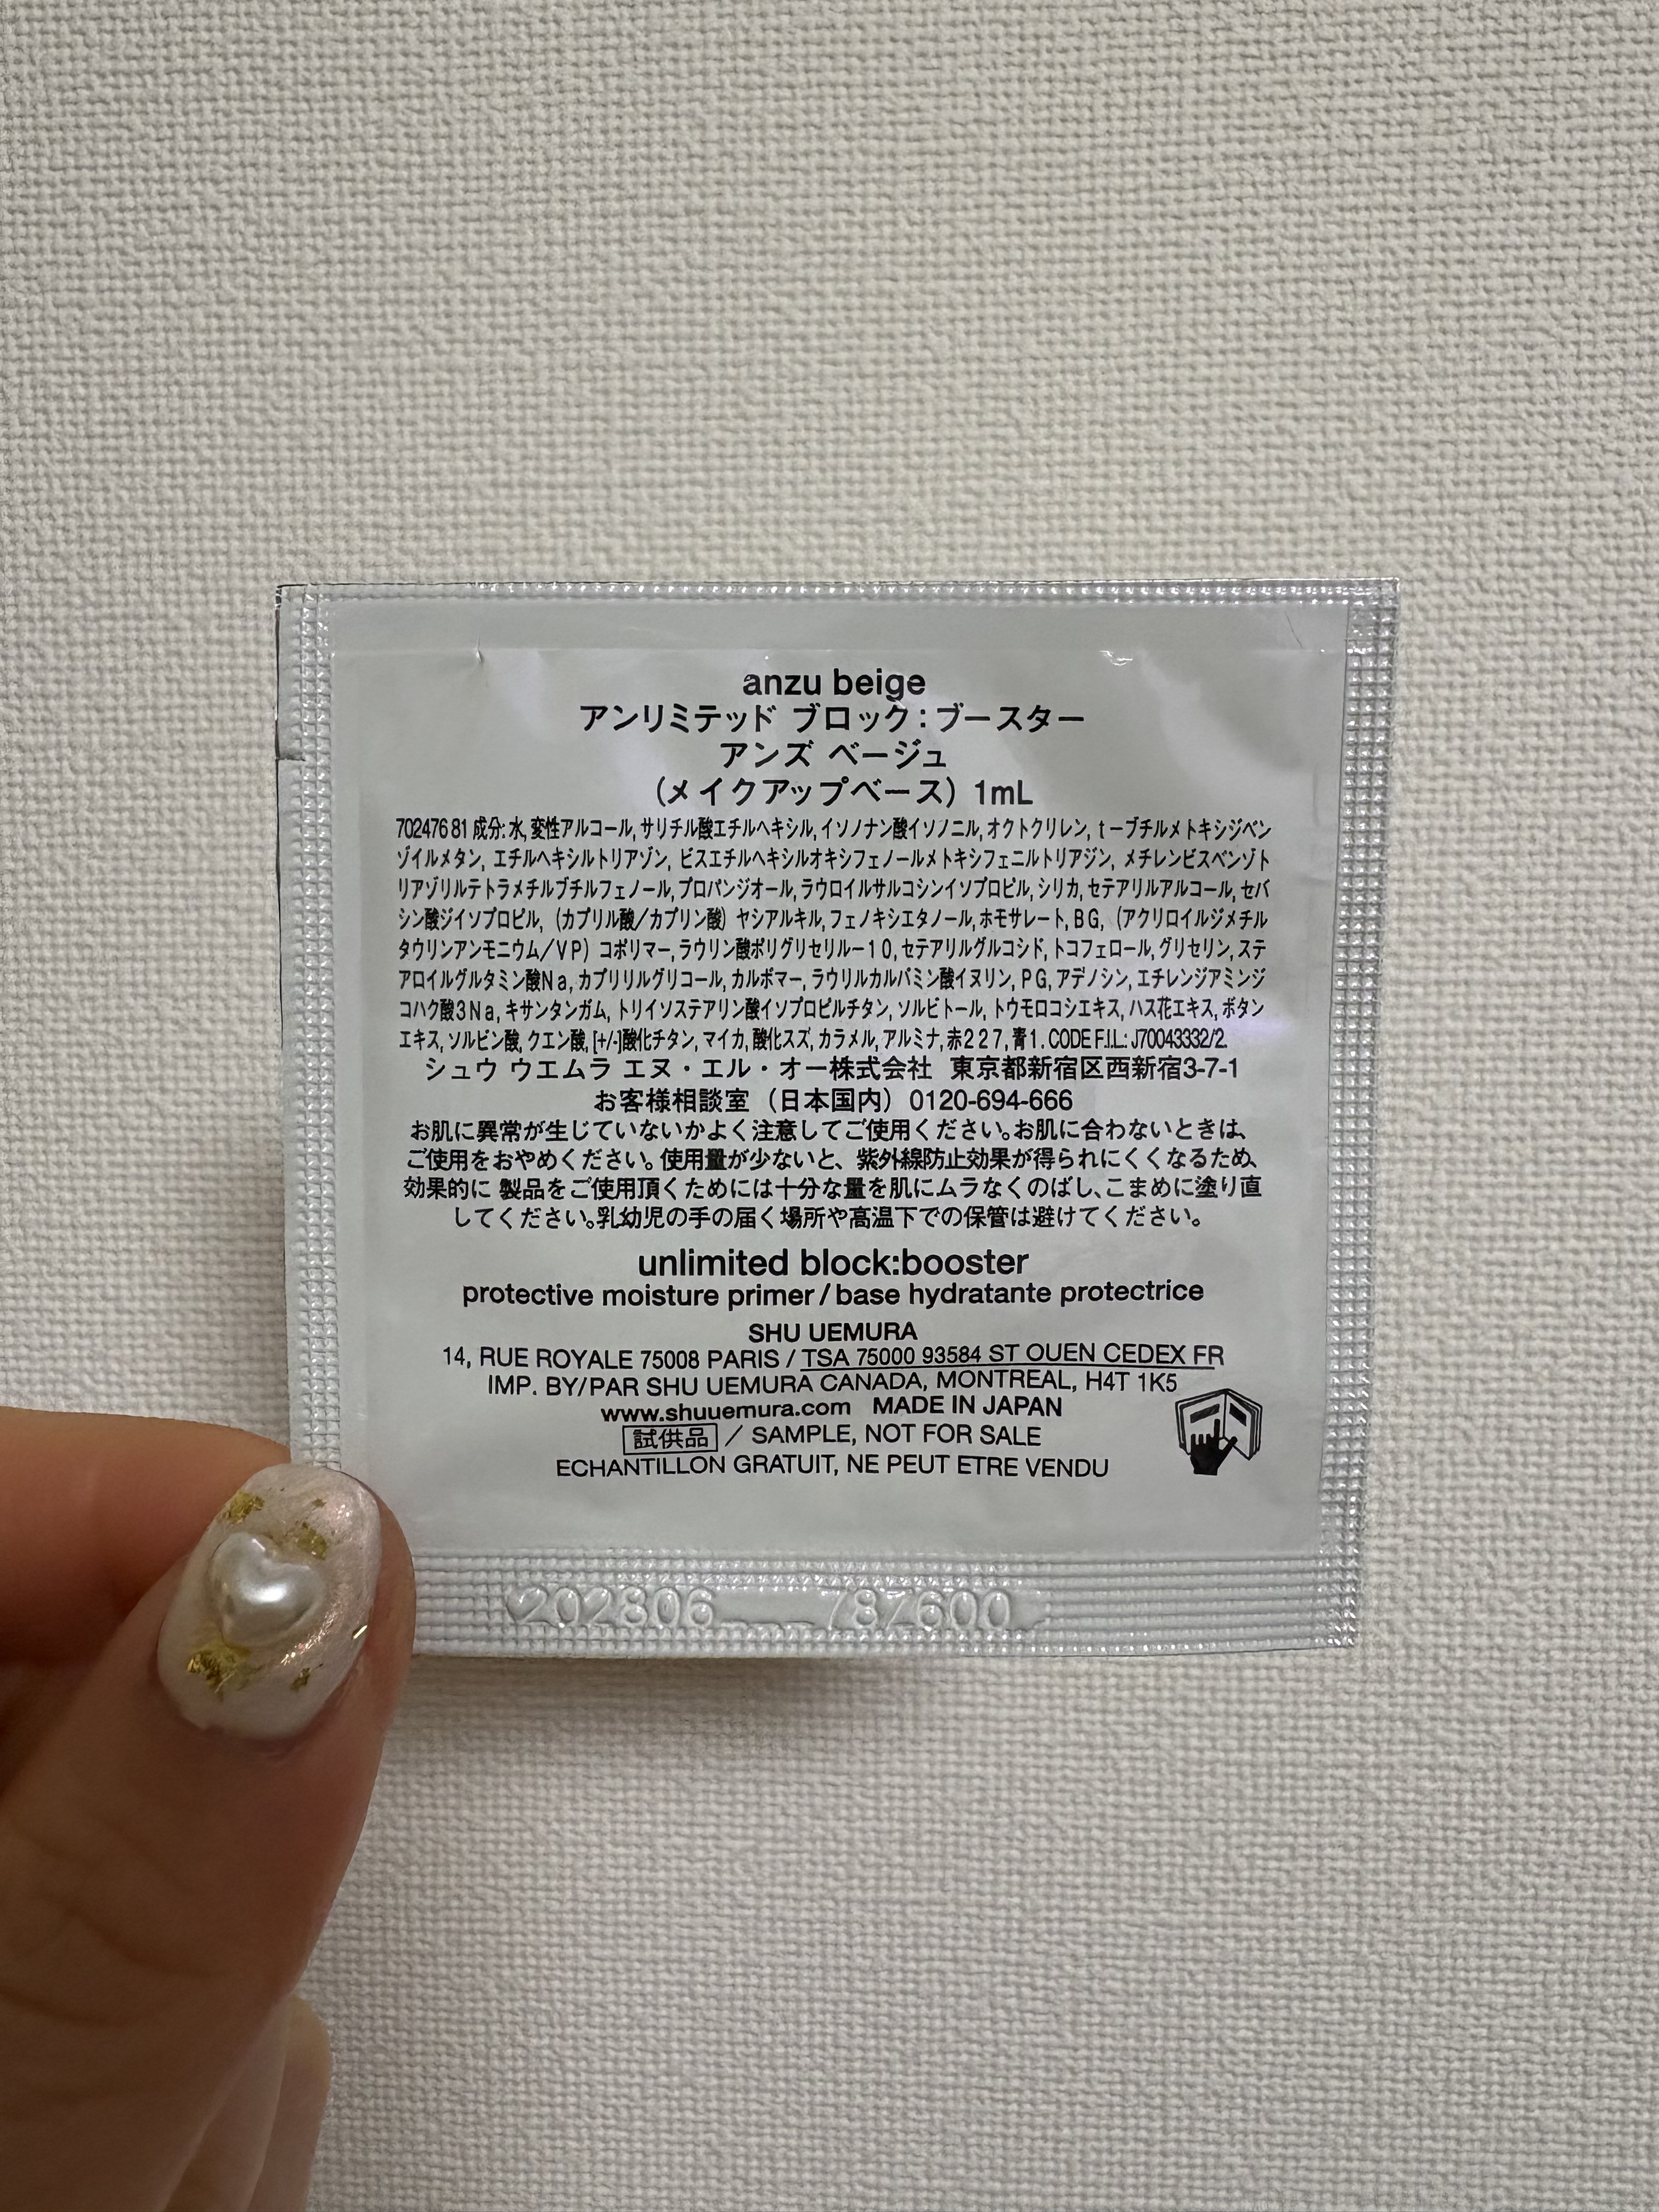 anzu beige
アンリミテッド ブロック:ブースター
アンズ ベージュ
(メイクアップベース) 1mL
702476 81 成分: 水, 変性アルコール, サリチル酸エチルヘキシル, イソノナン酸イソノニル, オクトクリレン, t－ブチルメトキシジベン
ゾイルメタン, エチルヘキシルトリアゾン, ビスエチルヘキシルオキシフェノールメトキシフェニルトリアジン, メチレンビスベンゾト
リアゾリルテトラメチルブチルフェノール, プロパンジオール, ラウロイルサルコシンイソプロピル, シリカ, セテアリルアルコール, セバ
シン酸ジイソプロピル, (カプリル酸／カプリン酸) ヤシアルキル, フェノキシエタノール, ホモサレート, BG, (アクリロイルジメチル
タウリンアンモニウム／VP) コポリマー, ラウリン酸ポリグリセリル－10, セテアリルグルコシド, トコフェロール, グリセリン, ステ
アロイルグルタミン酸Na, カプリリルグリコール, カルボマー, ラウリルカルバミン酸イヌリン, PG, アデノシン, エチレンジアミンジ
コハク酸3Na, キサンタンガム, トリイソステアリン酸イソプロピルチタン, ソルビトール, トウモロコシエキス, ハス花エキス, ボタン
エキス, ソルビン酸, クエン酸, [+/-]酸化チタン, マイカ, 酸化スズ, カラメル, アルミナ, 赤227, 青1. CODE F.I.L.: J70043332/2.
シュウ ウエムラ エヌ・エル・オー株式会社 東京都新宿区西新宿3-7-1
お客様相談室 (日本国内) 0120-694-666
お肌に異常が生じていないかよく注意してご使用ください。お肌に合わないときは、
ご使用をおやめください。使用量が少ないと、紫外線防止効果が得られにくくなるため、
効果的に 製品をご使用頂くためには十分な量を肌にムラなくのばし、こまめに塗り直
してください。乳幼児の手の届く場所や高温下での保管は避けてください。
unlimited block:booster
protective moisture primer / base hydratante protectrice
SHU UEMURA
14, RUE ROYALE 75008 PARIS / TSA 75000 93584 ST OUEN CEDEX FR
IMP. BY/PAR SHU UEMURA CANADA, MONTREAL, H4T 1K5
www.shuuemura.com MADE IN JAPAN
試供品 / SAMPLE, NOT FOR SALE
ECHANTILLON GRATUIT, NE PEUT ETRE VENDU
202806